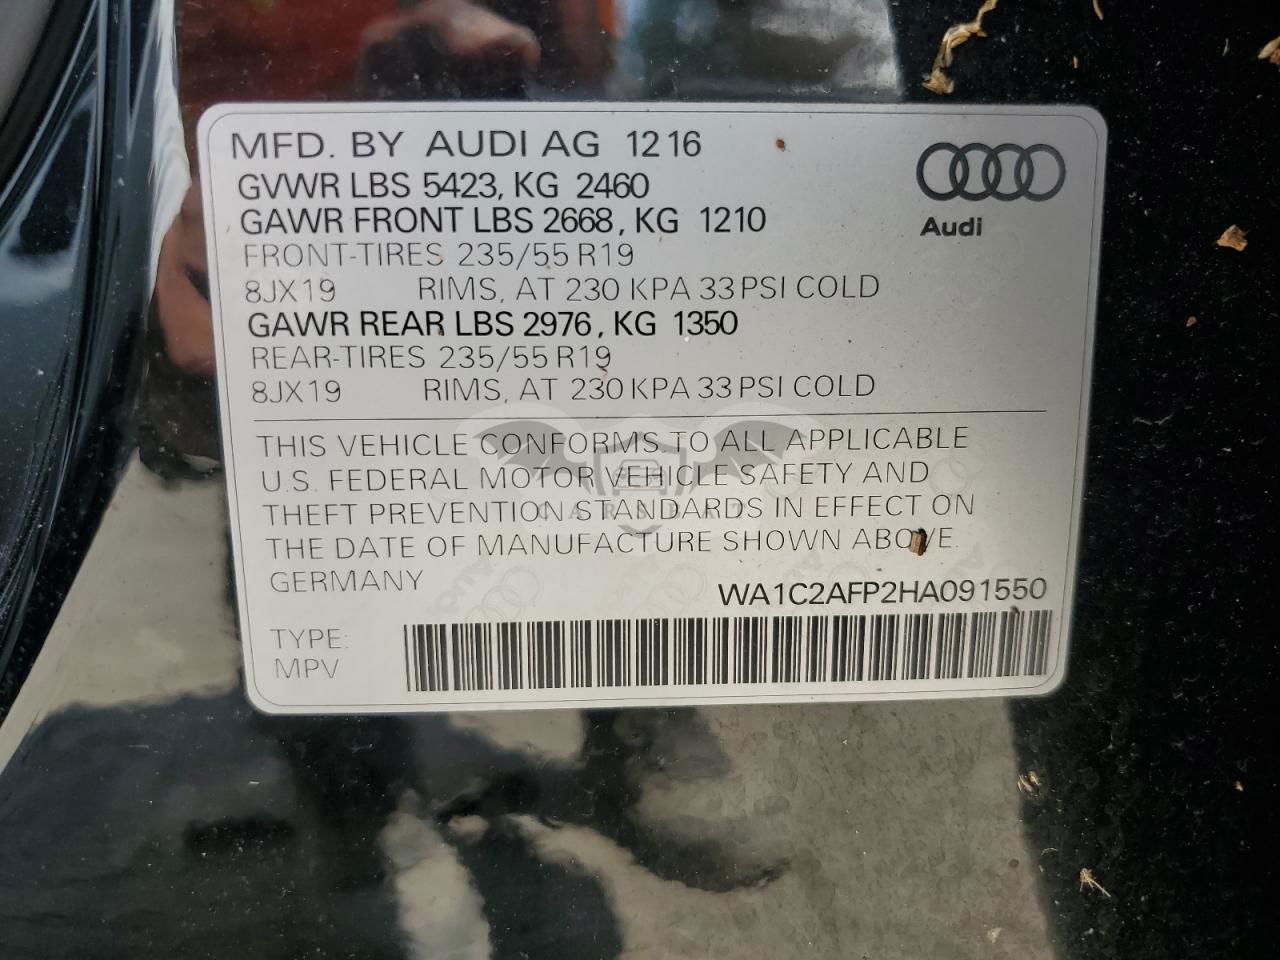 MFD. BY AUDI AG 12 16
GVWR LBS 5423, KG 2460
GAWR FRONT LBS 2668, KG 1210
FRONT-TIRES 235/55 R19
8JX19 RIMS, AT 230 KPA 33 PSI COLD
GAWR REAR LBS 2976, KG 1350
REAR-TIRES 235/55 R19
8JX19 RIMS, AT 230 KPA 33 PSI COLD
Audi
THIS VEHICLE CONFORMS TO ALL APPLICABLE
U.S. FEDERAL MOTOR VEHICLE SAFETY AND
THEFT PREVENTION STANDARDS IN EFFECT ON
THE DATE OF MANUFACTURE SHOWN ABOVE.
GERMANY
WA1C2AFP2HA091550
TYPE:
MPV